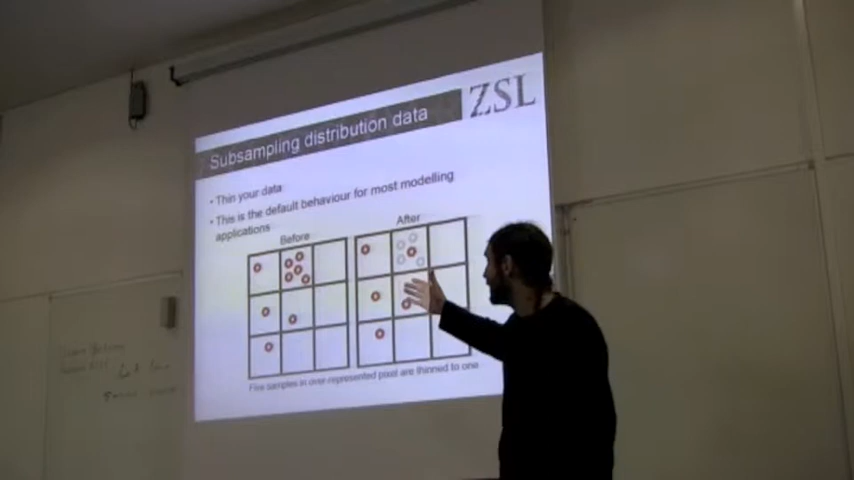 ZSL
Subsampling distribution data
• Thin your data
• This is the default behaviour for most modelling
applications
Before
After
Five samples in over-represented pixel are thinned to one.